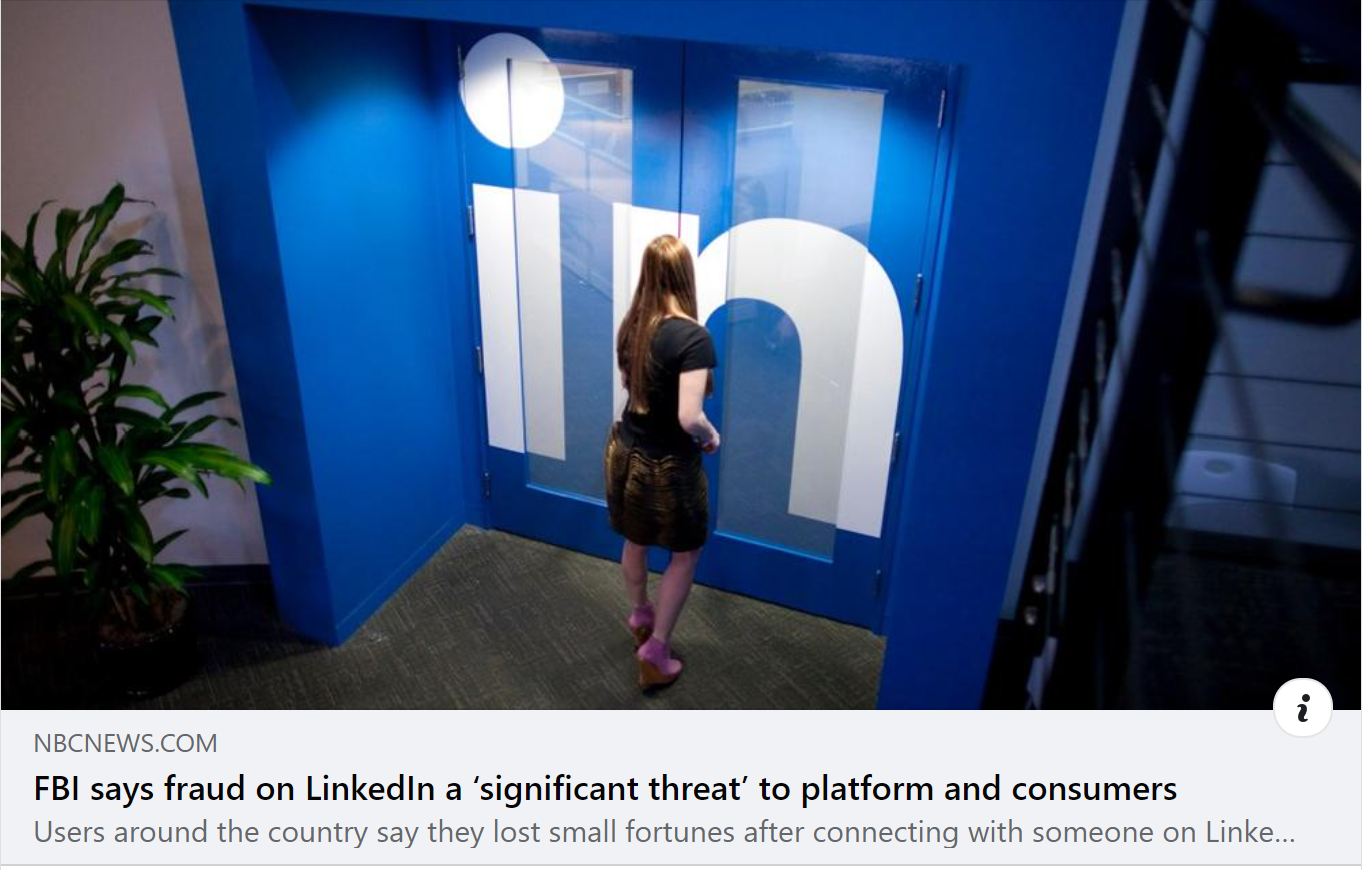 in
NBCNEWS.COM
FBI says fraud on LinkedIn a ‘significant threat’ to platform and consumers
Users around the country say they lost small fortunes after connecting with someone on Linke...